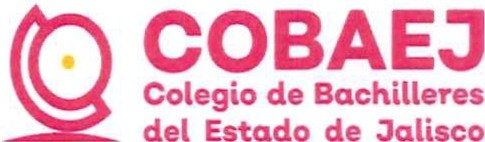 COBAEJ
Colegio de Bachilleres
del Estado de Jalisco